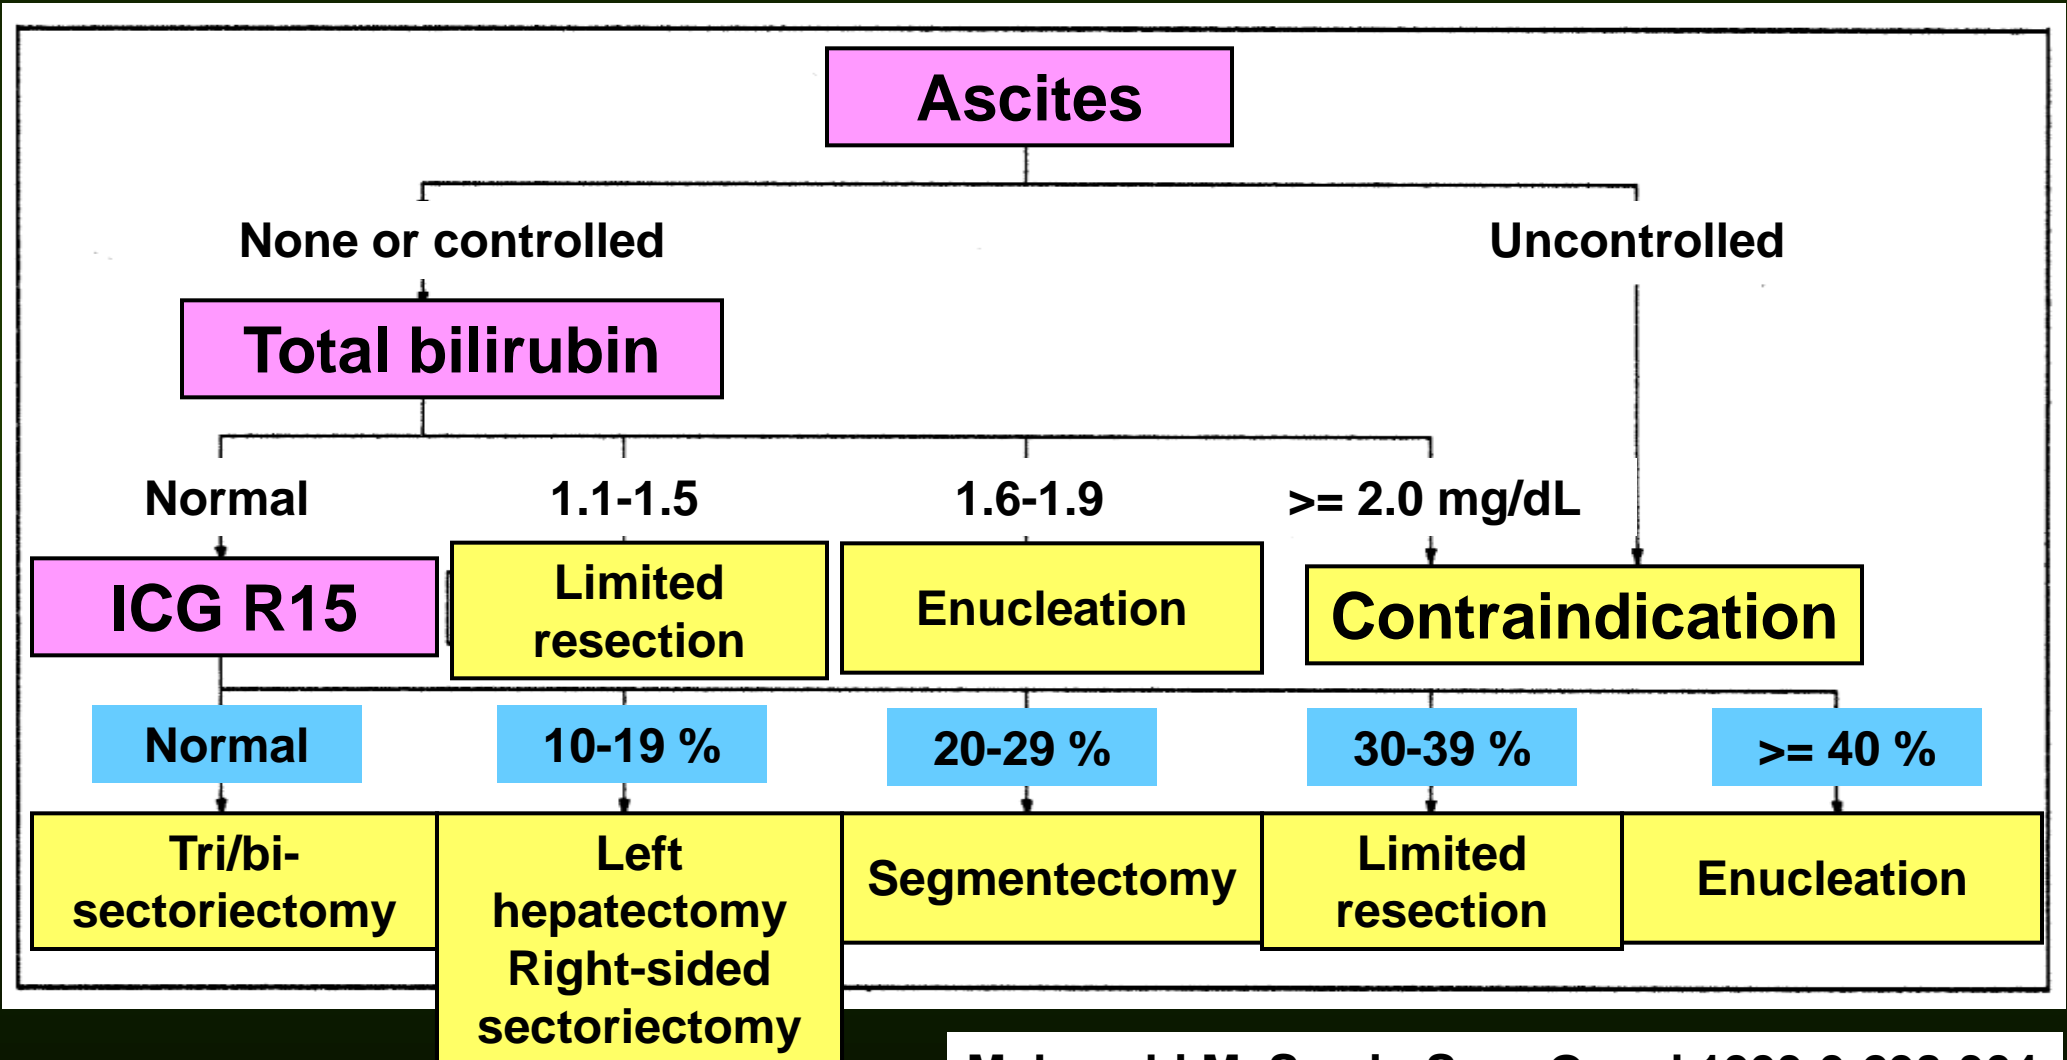 Ascites
None or controlled
Uncontrolled
Total bilirubin
Normal
1.1-1.5
1.6-1.9
>= 2.0 mg/dL
ICG R15
Limited
resection
Enucleation
Contraindication
Normal
10-19 %
20-29 %
30-39 %
>= 40 %
Tri/bi-
sectoriectomy
Left
hepatectomy
Right-sided
sectoriectomy
Segmentectomy
Limited
resection
Enucleation